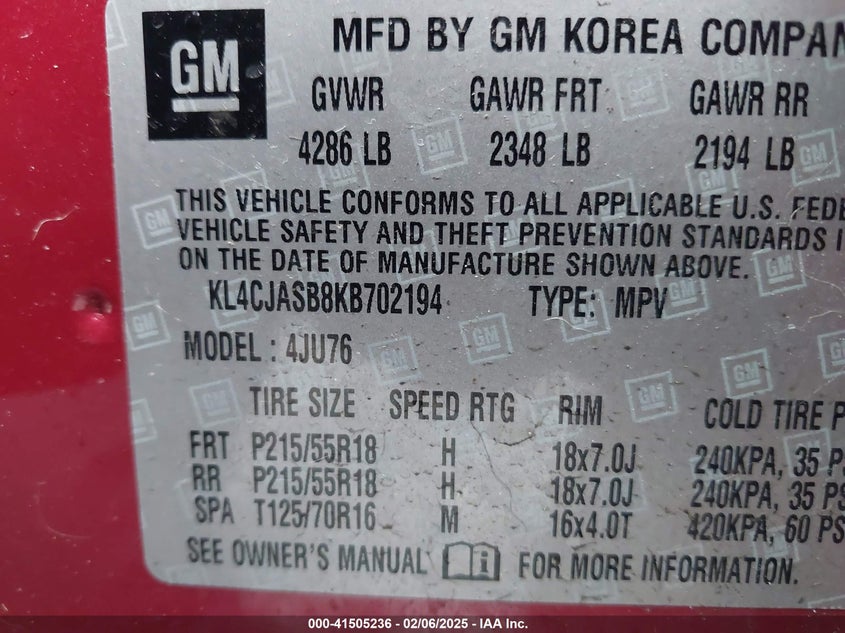 GM
MFD BY GM KOREA COMPAN
GVWR GAWR FRT GAWR RR
4286 LB 2348 LB 2194 LB
THIS VEHICLE CONFORMS TO ALL APPLICABLE U.S. FEDE
VEHICLE SAFETY AND THEFT PREVENTION STANDARDS I
ON THE DATE OF MANUFACTURE SHOWN ABOVE.
KL4CJASB8KB702194 TYPE: MPV
MODEL : 4JU76
TIRE SIZE SPEED RTG RIM COLD TIRE P
FRT P215/55R18 H 18x7.0J 240KPA, 35 PS
RR P215/55R18 H 18x7.0J 240KPA, 35 PS
SPA T125/70R16 M 16x4.0T 420KPA, 60 PS
SEE OWNER'S MANUAL i FOR MORE INFORMATION.
000-41505236 - 02/06/2025 - IAA Inc.